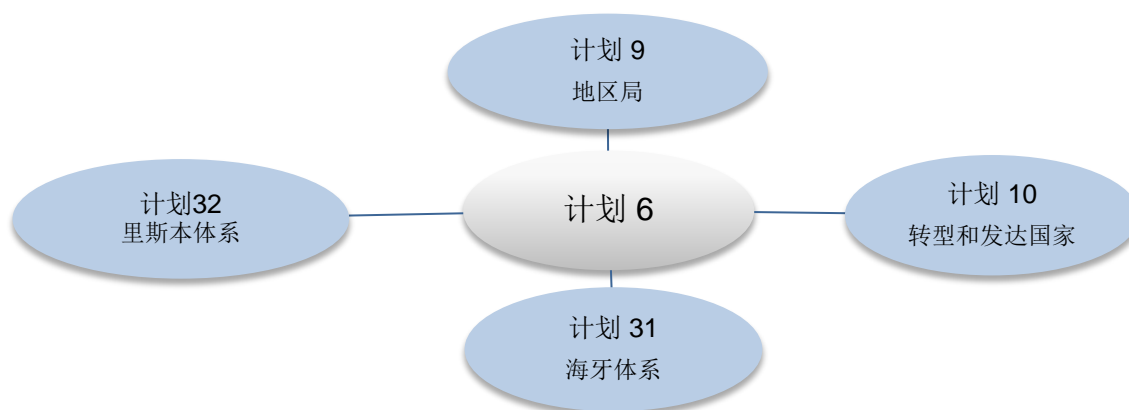 计划 9
地区局
计划32
里斯本体系
计划 6
计划 10
转型和发达国家
计划 31
海牙体系